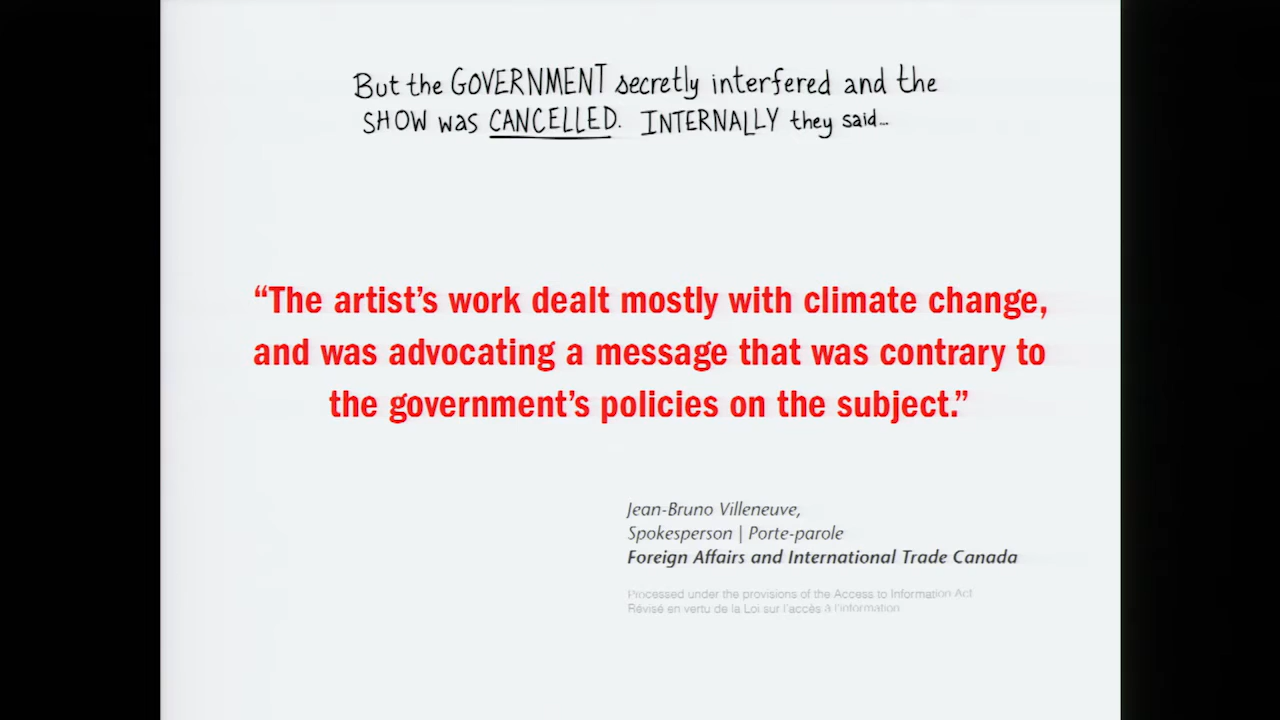 But the GOVERNMENT secretly interfered and the
SHOW was CANCELLED. INTERNALLY they said...
“The artist’s work dealt mostly with climate change,
and was advocating a message that was contrary to
the government’s policies on the subject.”
Jean-Bruno Villeneuve,
Spokesperson | Porte-parole
Foreign Affairs and International Trade Canada
Processed under the provisions of the Access to Information Act
Révisé en vertu de la Loi sur l'accès à l'information